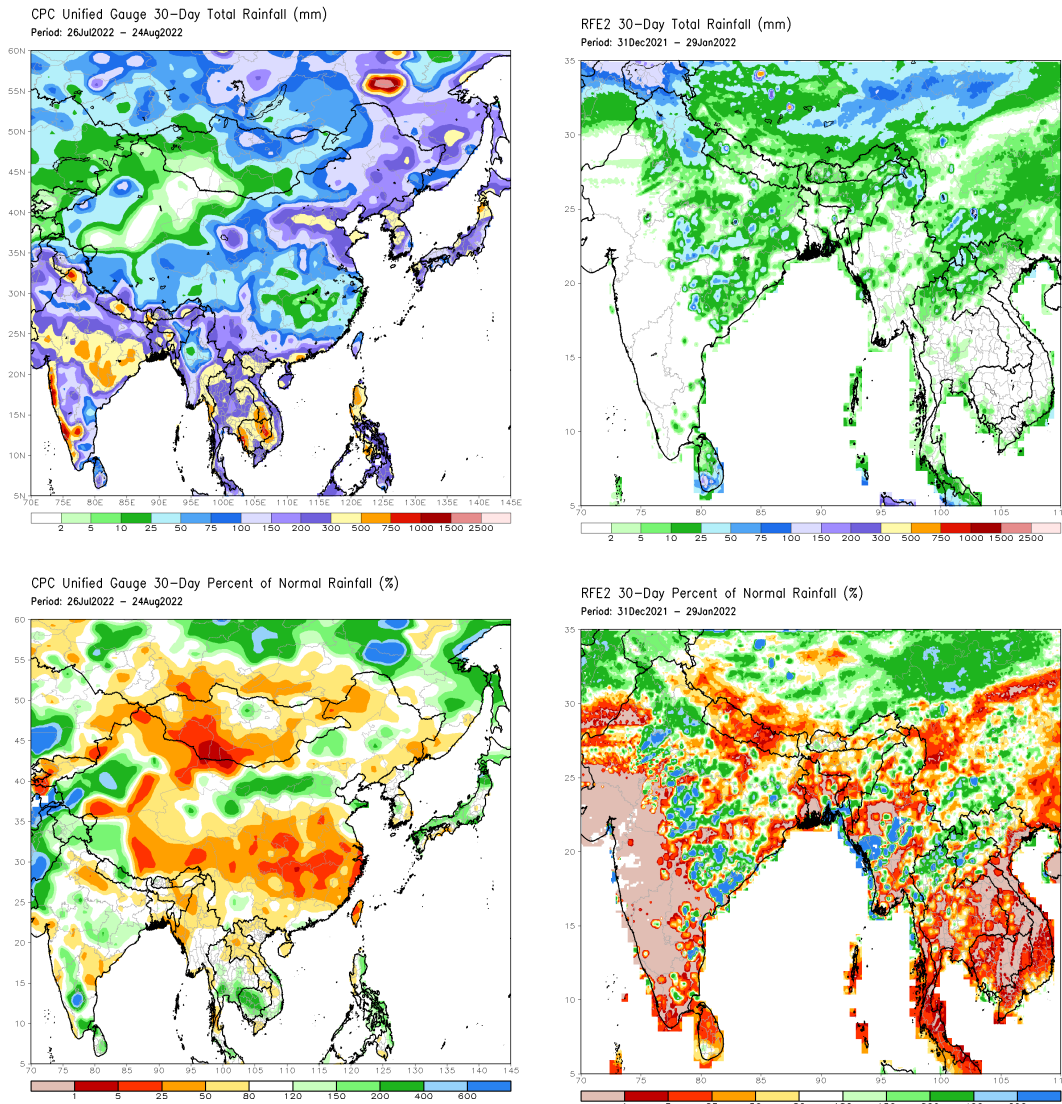 CPC Unified Gauge 30-Day Total Rainfall (mm)
Period: 26Jul2022 - 24Aug2022
60N
55N
50N
45N
40N
35N
30N
25N
20N
15N
10N
5N
70E 75E 80E 85E 90E 95E 100E 105E 110E 115E 120E 125E 130E 135E 140E 145E
2 5 10 25 50 75 100 150 200 300 500 750 1000 1500 2500
RFE2 30-Day Total Rainfall (mm)
Period: 31Dec2021 - 29Jan2022
35
30
25
20
15
10
5
70 75 80 85 90 95 100 105 110
2 5 10 25 50 75 100 150 200 300 500 750 1000 1500 2500
CPC Unified Gauge 30-Day Percent of Normal Rainfall (%)
Period: 26Jul2022 - 24Aug2022
60
55
50
45
40
35
30
25
20
15
10
5
70 75 80 85 90 95 100 105 110 115 120 125 130 135 140 145
1 5 25 50 80 120 150 200 400 600
RFE2 30-Day Percent of Normal Rainfall (%)
Period: 31Dec2021 - 29Jan2022
35
30
25
20
15
10
5
70 75 80 85 90 95 100 105